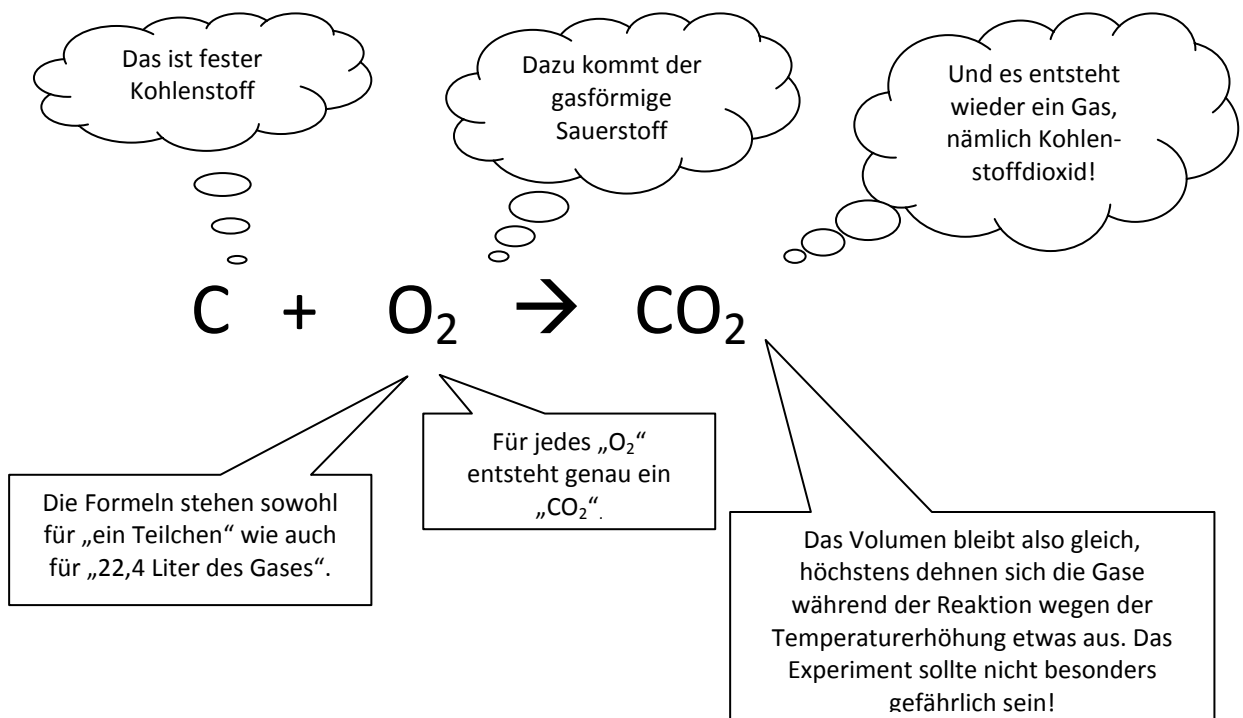 Das ist fester
Kohlenstoff
Dazu kommt der
gasförmige
Sauerstoff
Und es entsteht
wieder ein Gas,
nämlich Kohlen-
stoffdioxid!
C + O₂ → CO₂
Die Formeln stehen sowohl
für „ein Teilchen“ wie auch
für „22,4 Liter des Gases“.
Für jedes „O₂“
entsteht genau ein
„CO₂“.
Das Volumen bleibt also gleich,
höchstens dehnen sich die Gase
während der Reaktion wegen der
Temperaturerhöhung etwas aus. Das
Experiment sollte nicht besonders
gefährlich sein!